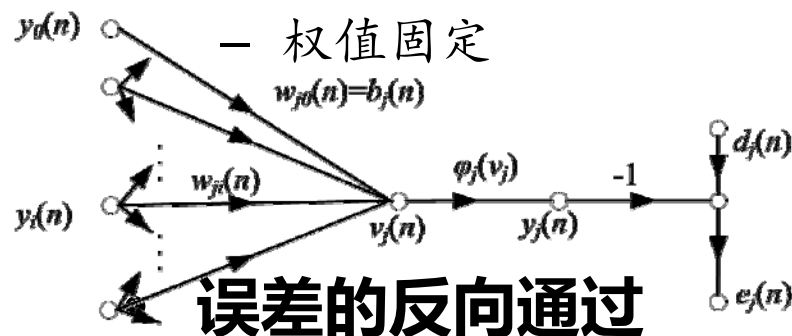 y₀(n)
– 权值固定
wⱼ₀(n)=bⱼ(n)
wⱼᵢ(n)
φⱼ(vⱼ)
-1
dⱼ(n)
yᵢ(n)
vⱼ(n)
yⱼ(n)
eⱼ(n)
误差的反向通过